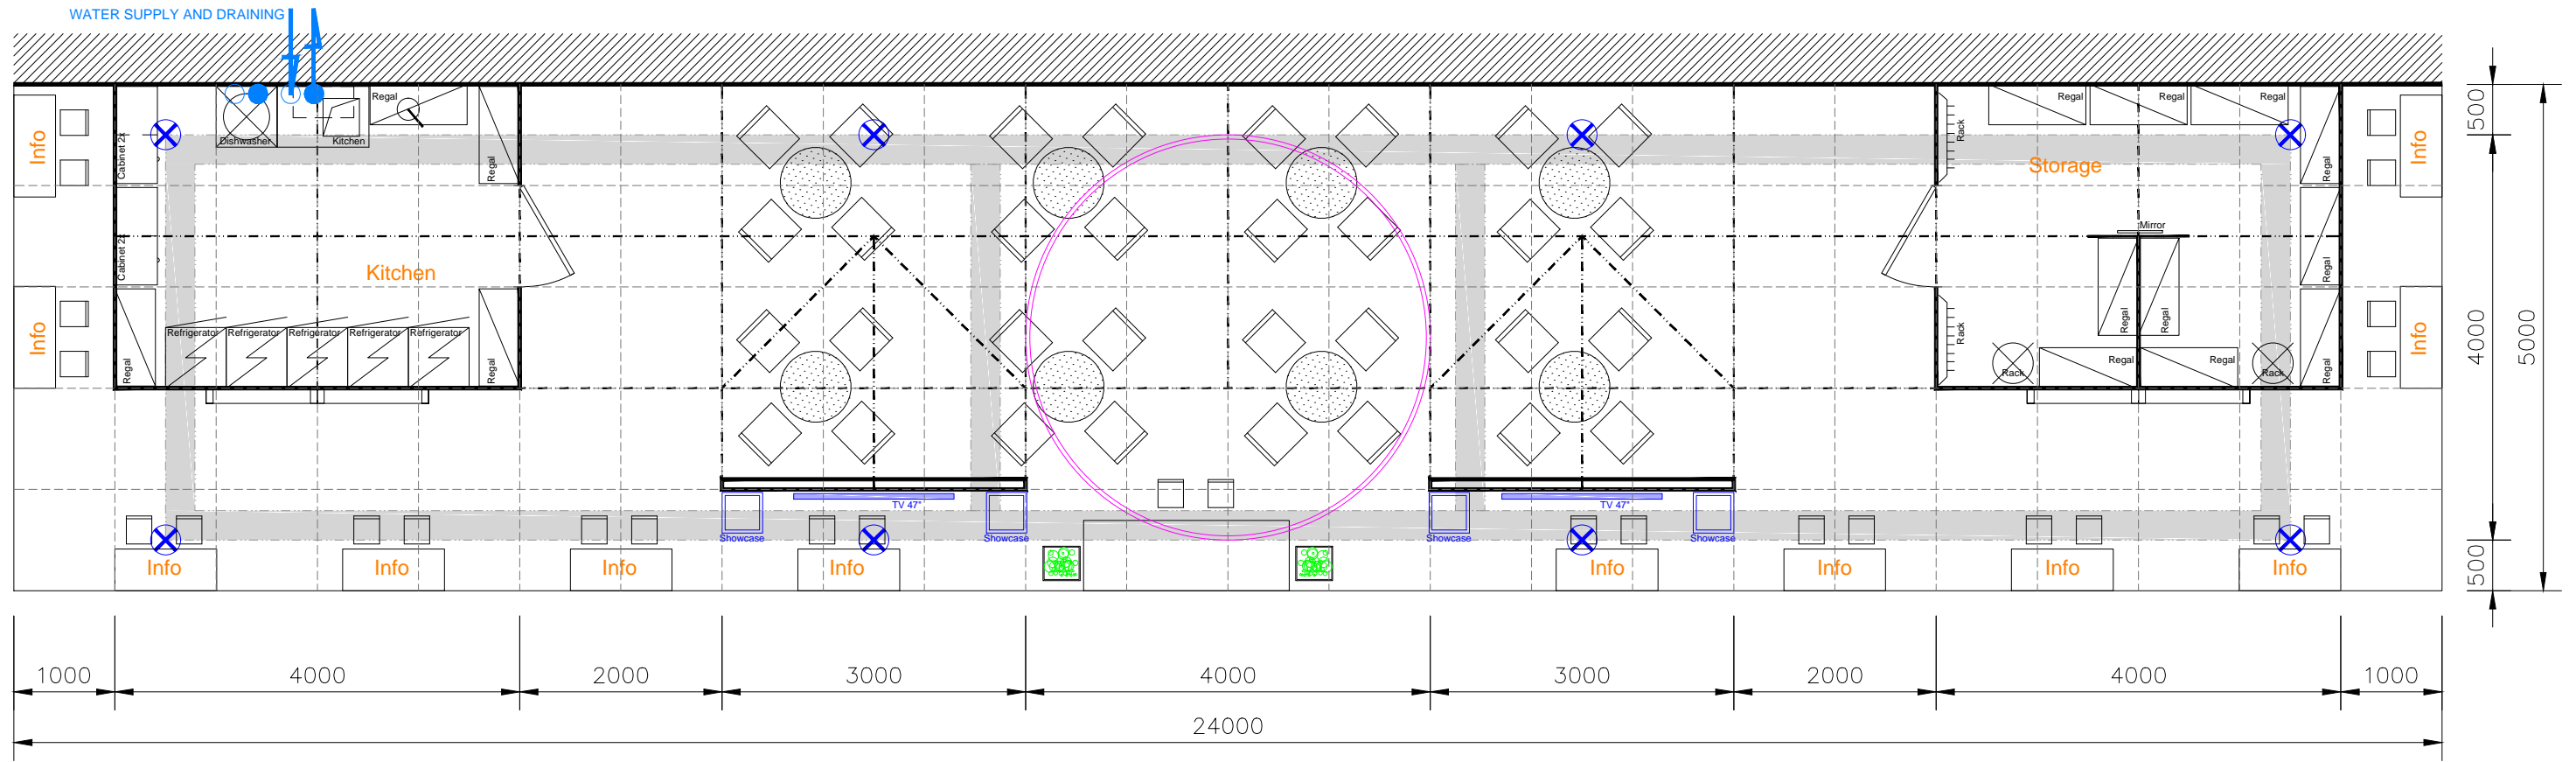 WATER SUPPLY AND DRAINING
Info
Info
Cabinet 2x
Cabinet 2x
Dishwasher
Kitchen
Regal
Regal
Kitchen
Refrigerator
Refrigerator
Refrigerator
Refrigerator
Refrigerator
Regal
Regal
Rack
Rack
Regal
Regal
Regal
Storage
Mirror
Regal
Regal
Regal
Regal
Regal
Regal
Regal
Rack
Rack
Info
Info
500
4000
500
5000
TV 47"
TV 47"
Showcase
Showcase
Showcase
Showcase
Info
Info
Info
Info
Info
Info
Info
Info
1000
4000
2000
3000
4000
3000
2000
4000
1000
24000